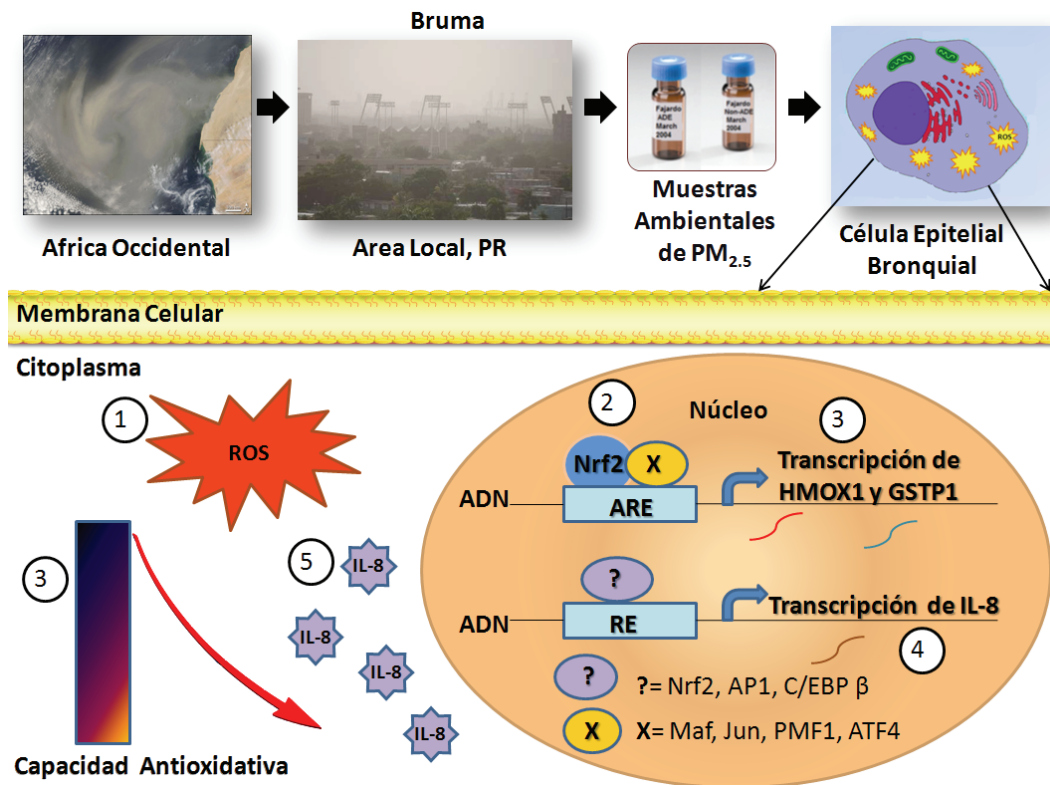 Bruma
Fajardo
ADE
March
2004
Fajardo
Non-ADE
March
2004
ROS
Africa Occidental
Area Local, PR
Muestras
Ambientales
de PM2.5
Célula Epitelial
Bronquial
Membrana Celular
Citoplasma
1
ROS
2
Núcleo
3
Nrf2
X
Transcripción de
HMOX1 y GSTP1
ADN
ARE
3
5
IL-8
IL-8
IL-8
IL-8
?
ADN
RE
Transcripción de IL-8
4
?
?= Nrf2, AP1, C/EBP β
X
X= Maf, Jun, PMF1, ATF4
Capacidad Antioxidativa